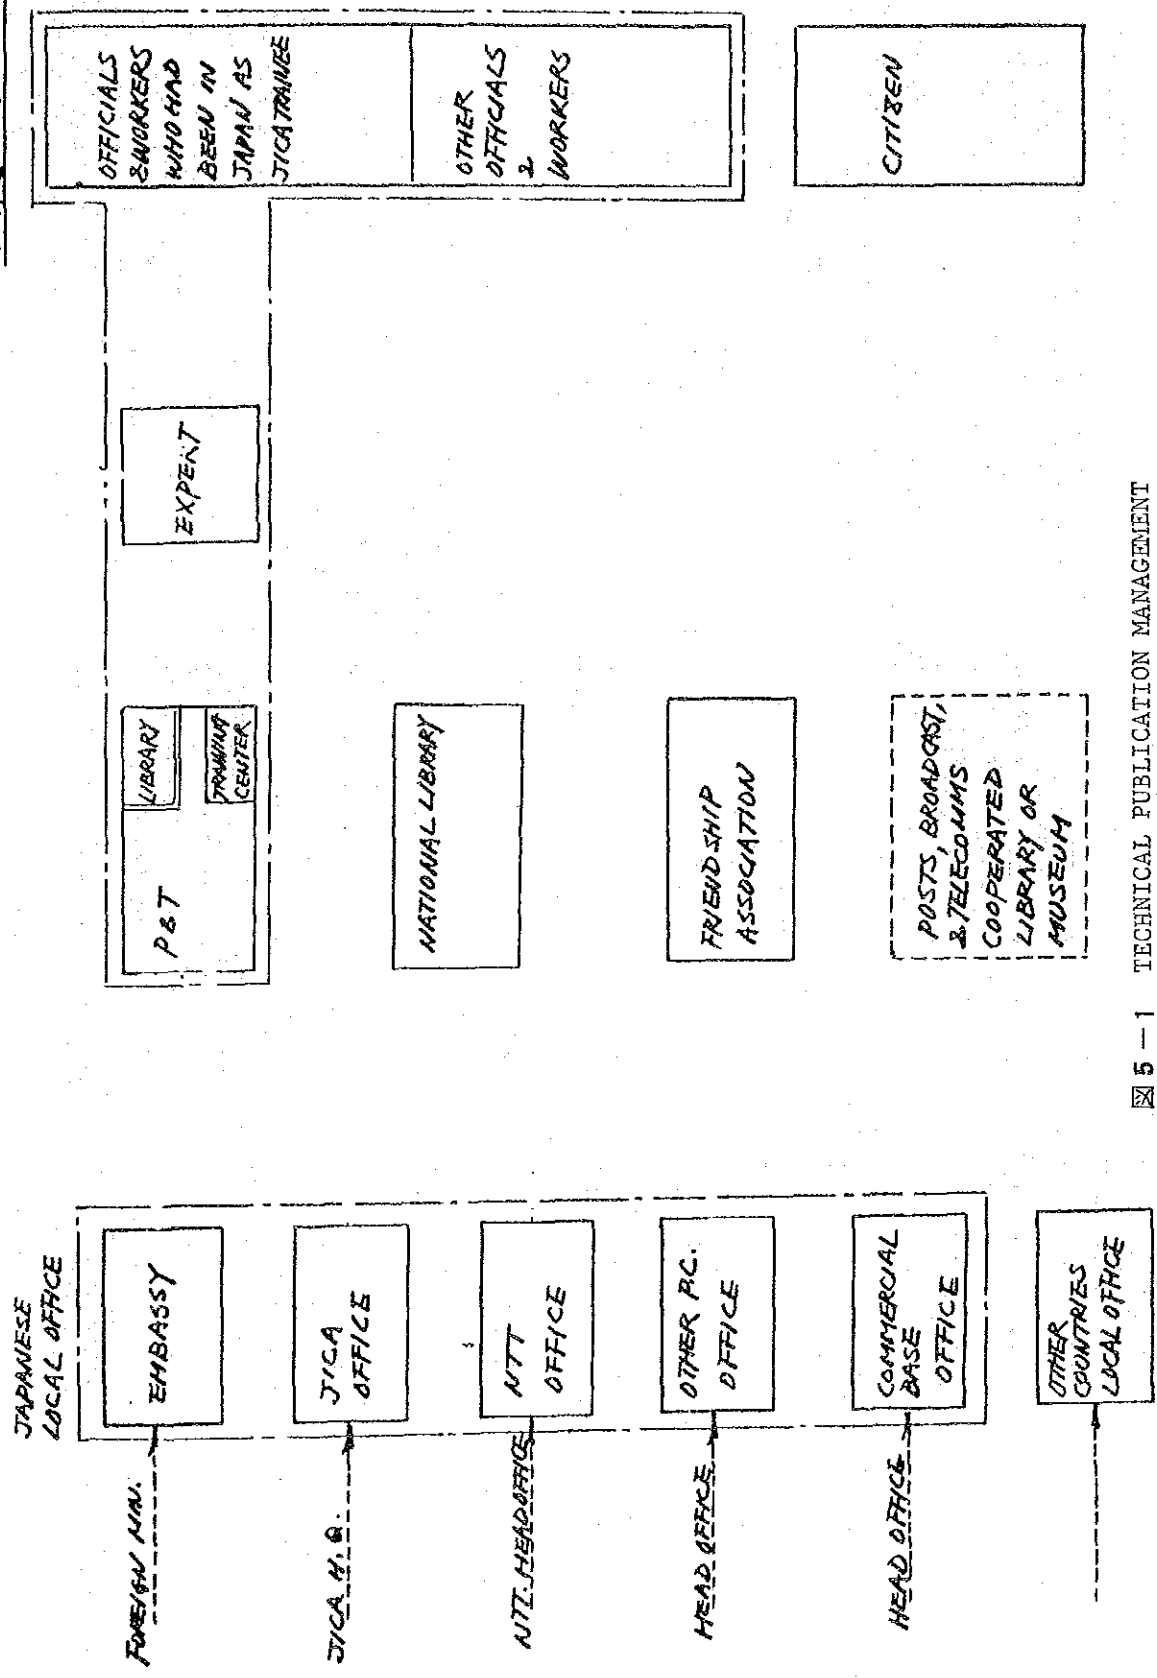 JAPANESE
LOCAL OFFICE
FOREIGN MIN.
EMBASSY
JICA H.Q.
JICA
OFFICE
NTT. HEAD OFFICE
NTT
OFFICE
HEAD OFFICE
OTHER P.C.
OFFICE
HEAD OFFICE
COMMERCIAL
BASE
OFFICE
OTHER
COUNTRIES
LOCAL OFFICE
P&T
LIBRARY
TRAINING
CENTER
NATIONAL LIBRARY
FRIENDSHIP
ASSOCIATION
POSTS, BROADCAST,
& TELECOMMS
COOPERATED
LIBRARY OR
MUSEUM
EXPERT
OFFICIALS
& WORKERS
WHO HAD
BEEN IN
JAPAN AS
JICA TRAINEE
OTHER
OFFICIALS
&
WORKERS
CITIZEN
図 5-1 TECHNICAL PUBLICATION MANAGEMENT